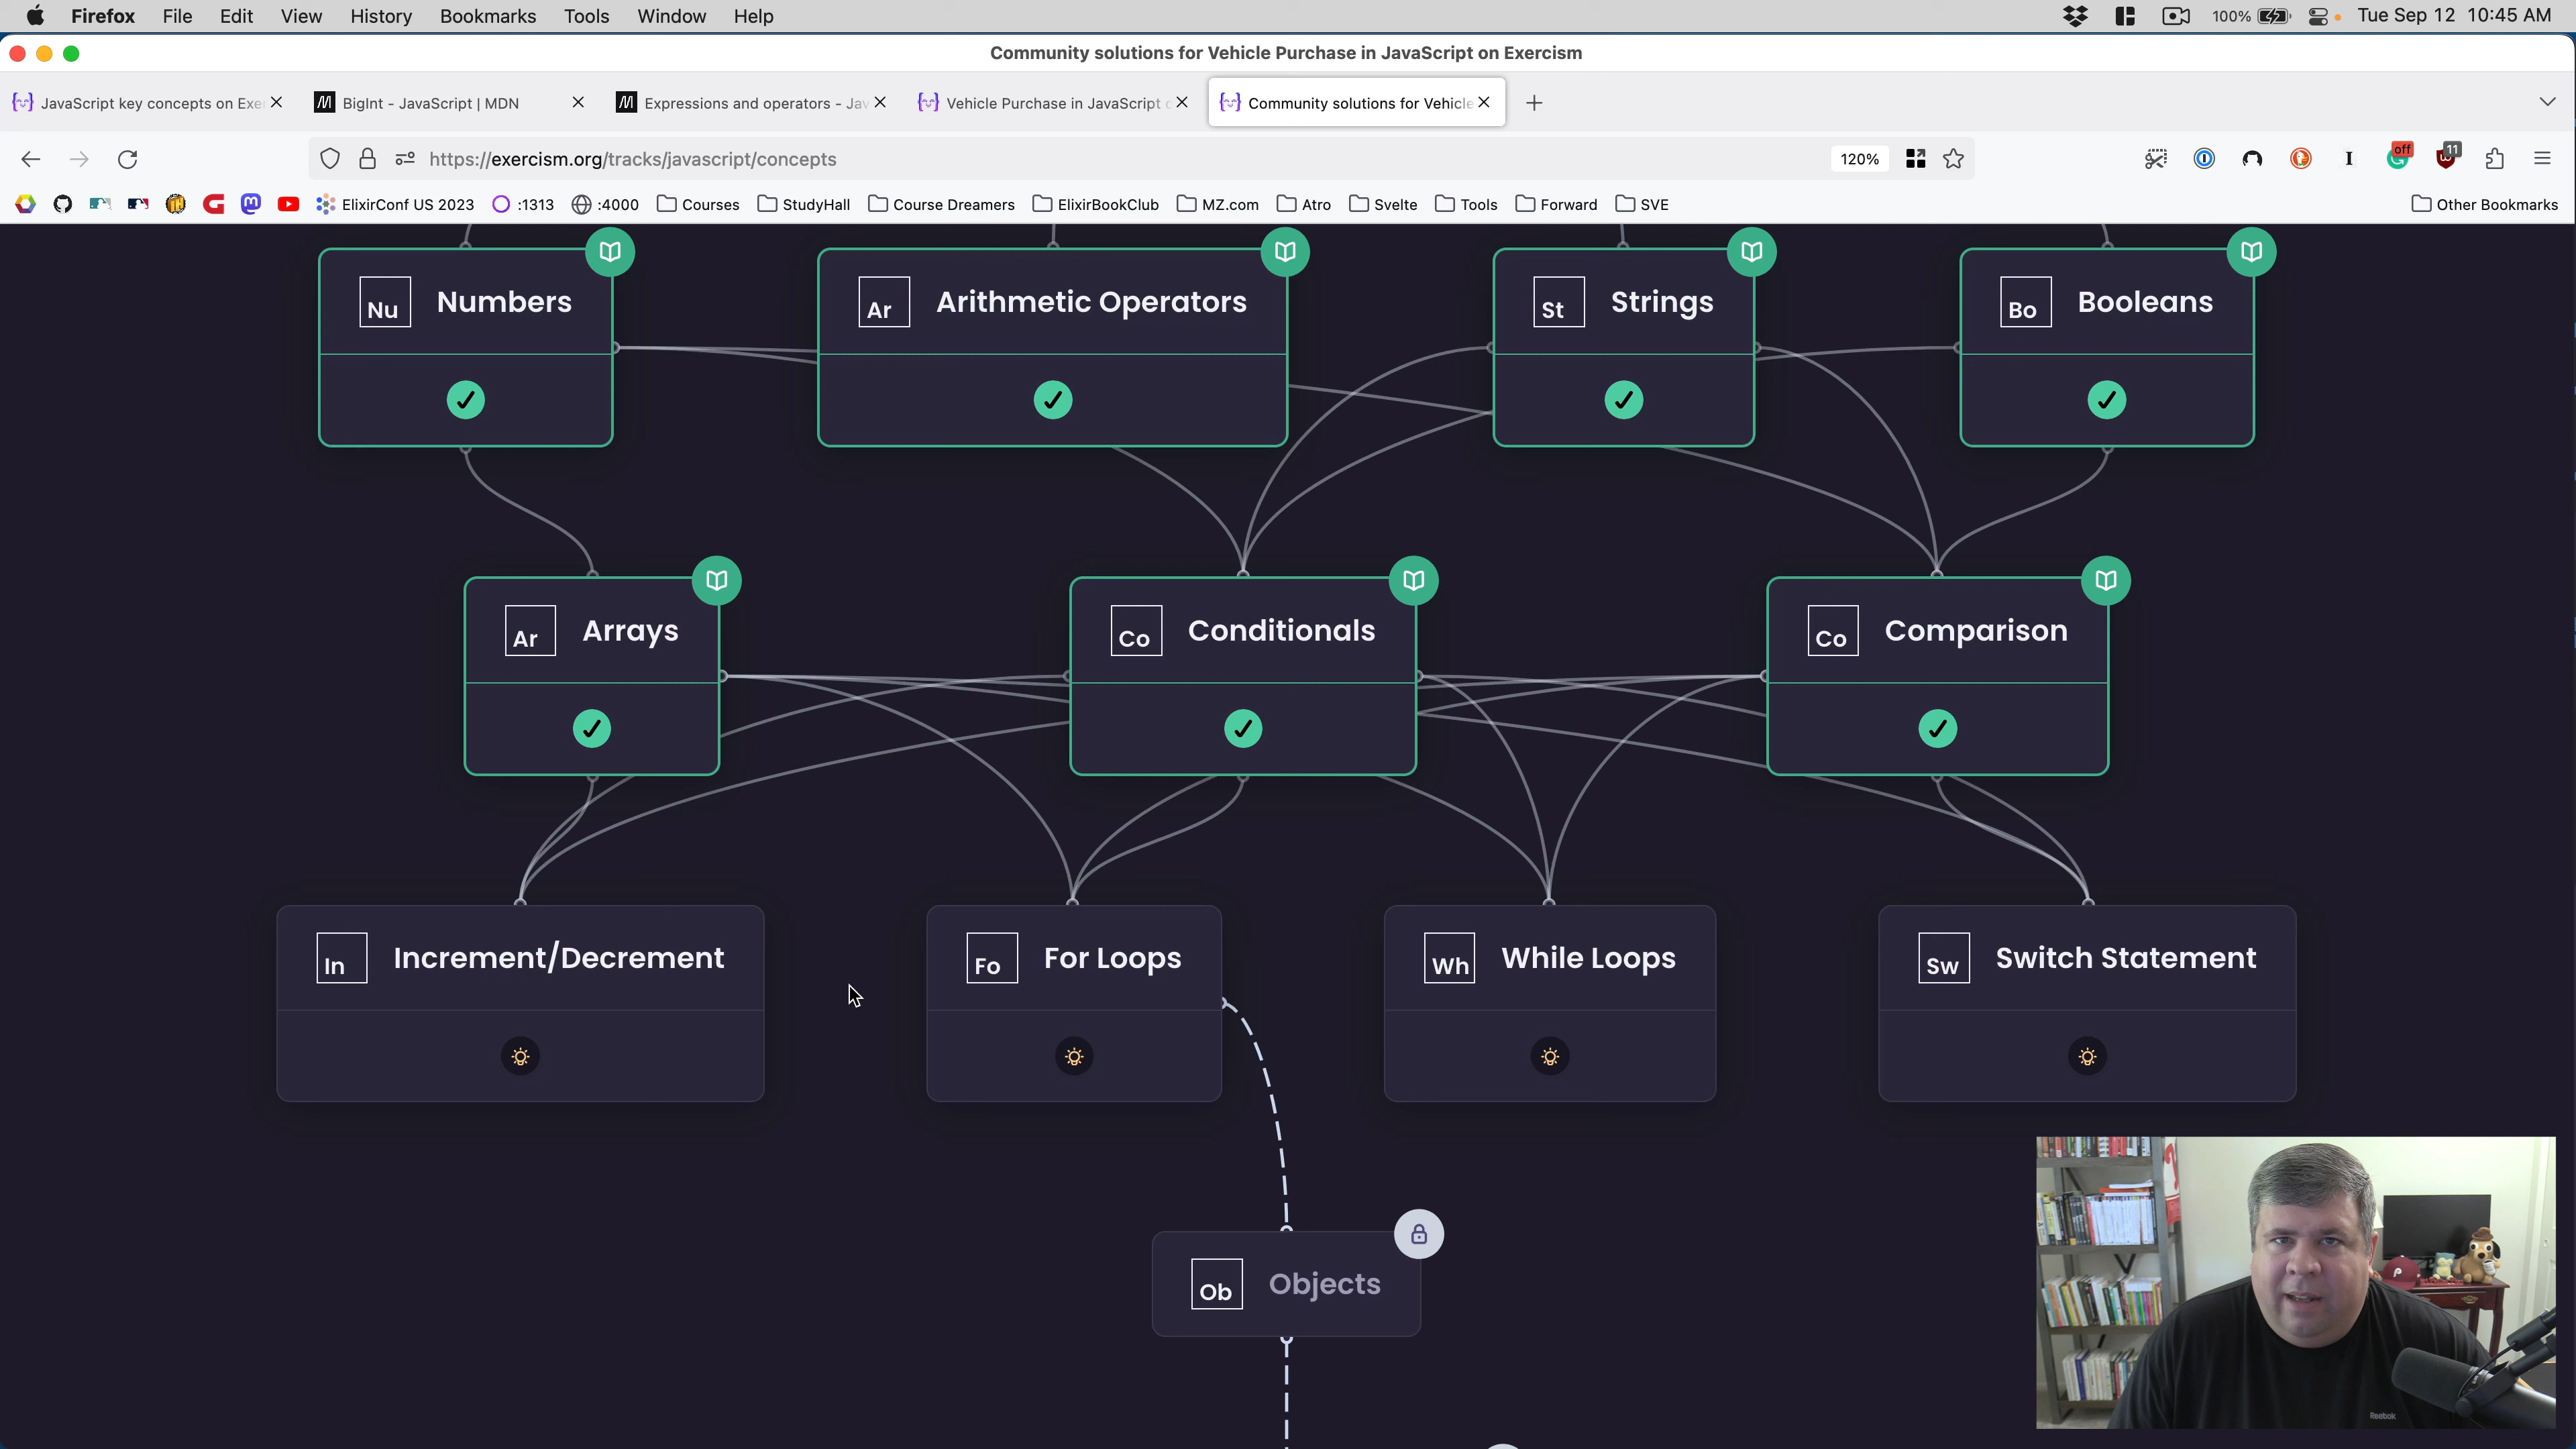 Firefox File Edit View History Bookmarks Tools Window Help 100% Tue Sep 12 10:45 AM
Community solutions for Vehicle Purchase in JavaScript on Exercism
JavaScript key concepts on Exe BigInt - JavaScript | MDN Expressions and operators - Jav Vehicle Purchase in JavaScript o Community solutions for Vehicle
https://exercism.org/tracks/javascript/concepts 120% off 11
ElixirConf US 2023 :1313 :4000 Courses StudyHall Course Dreamers ElixirBookClub MZ.com Atro Svelte Tools Forward SVE Other Bookmarks
Nu Numbers Ar Arithmetic Operators St Strings Bo Booleans
Ar Arrays Co Conditionals Co Comparison
In Increment/Decrement Fo For Loops Wh While Loops Sw Switch Statement
Ob Objects
Reebok